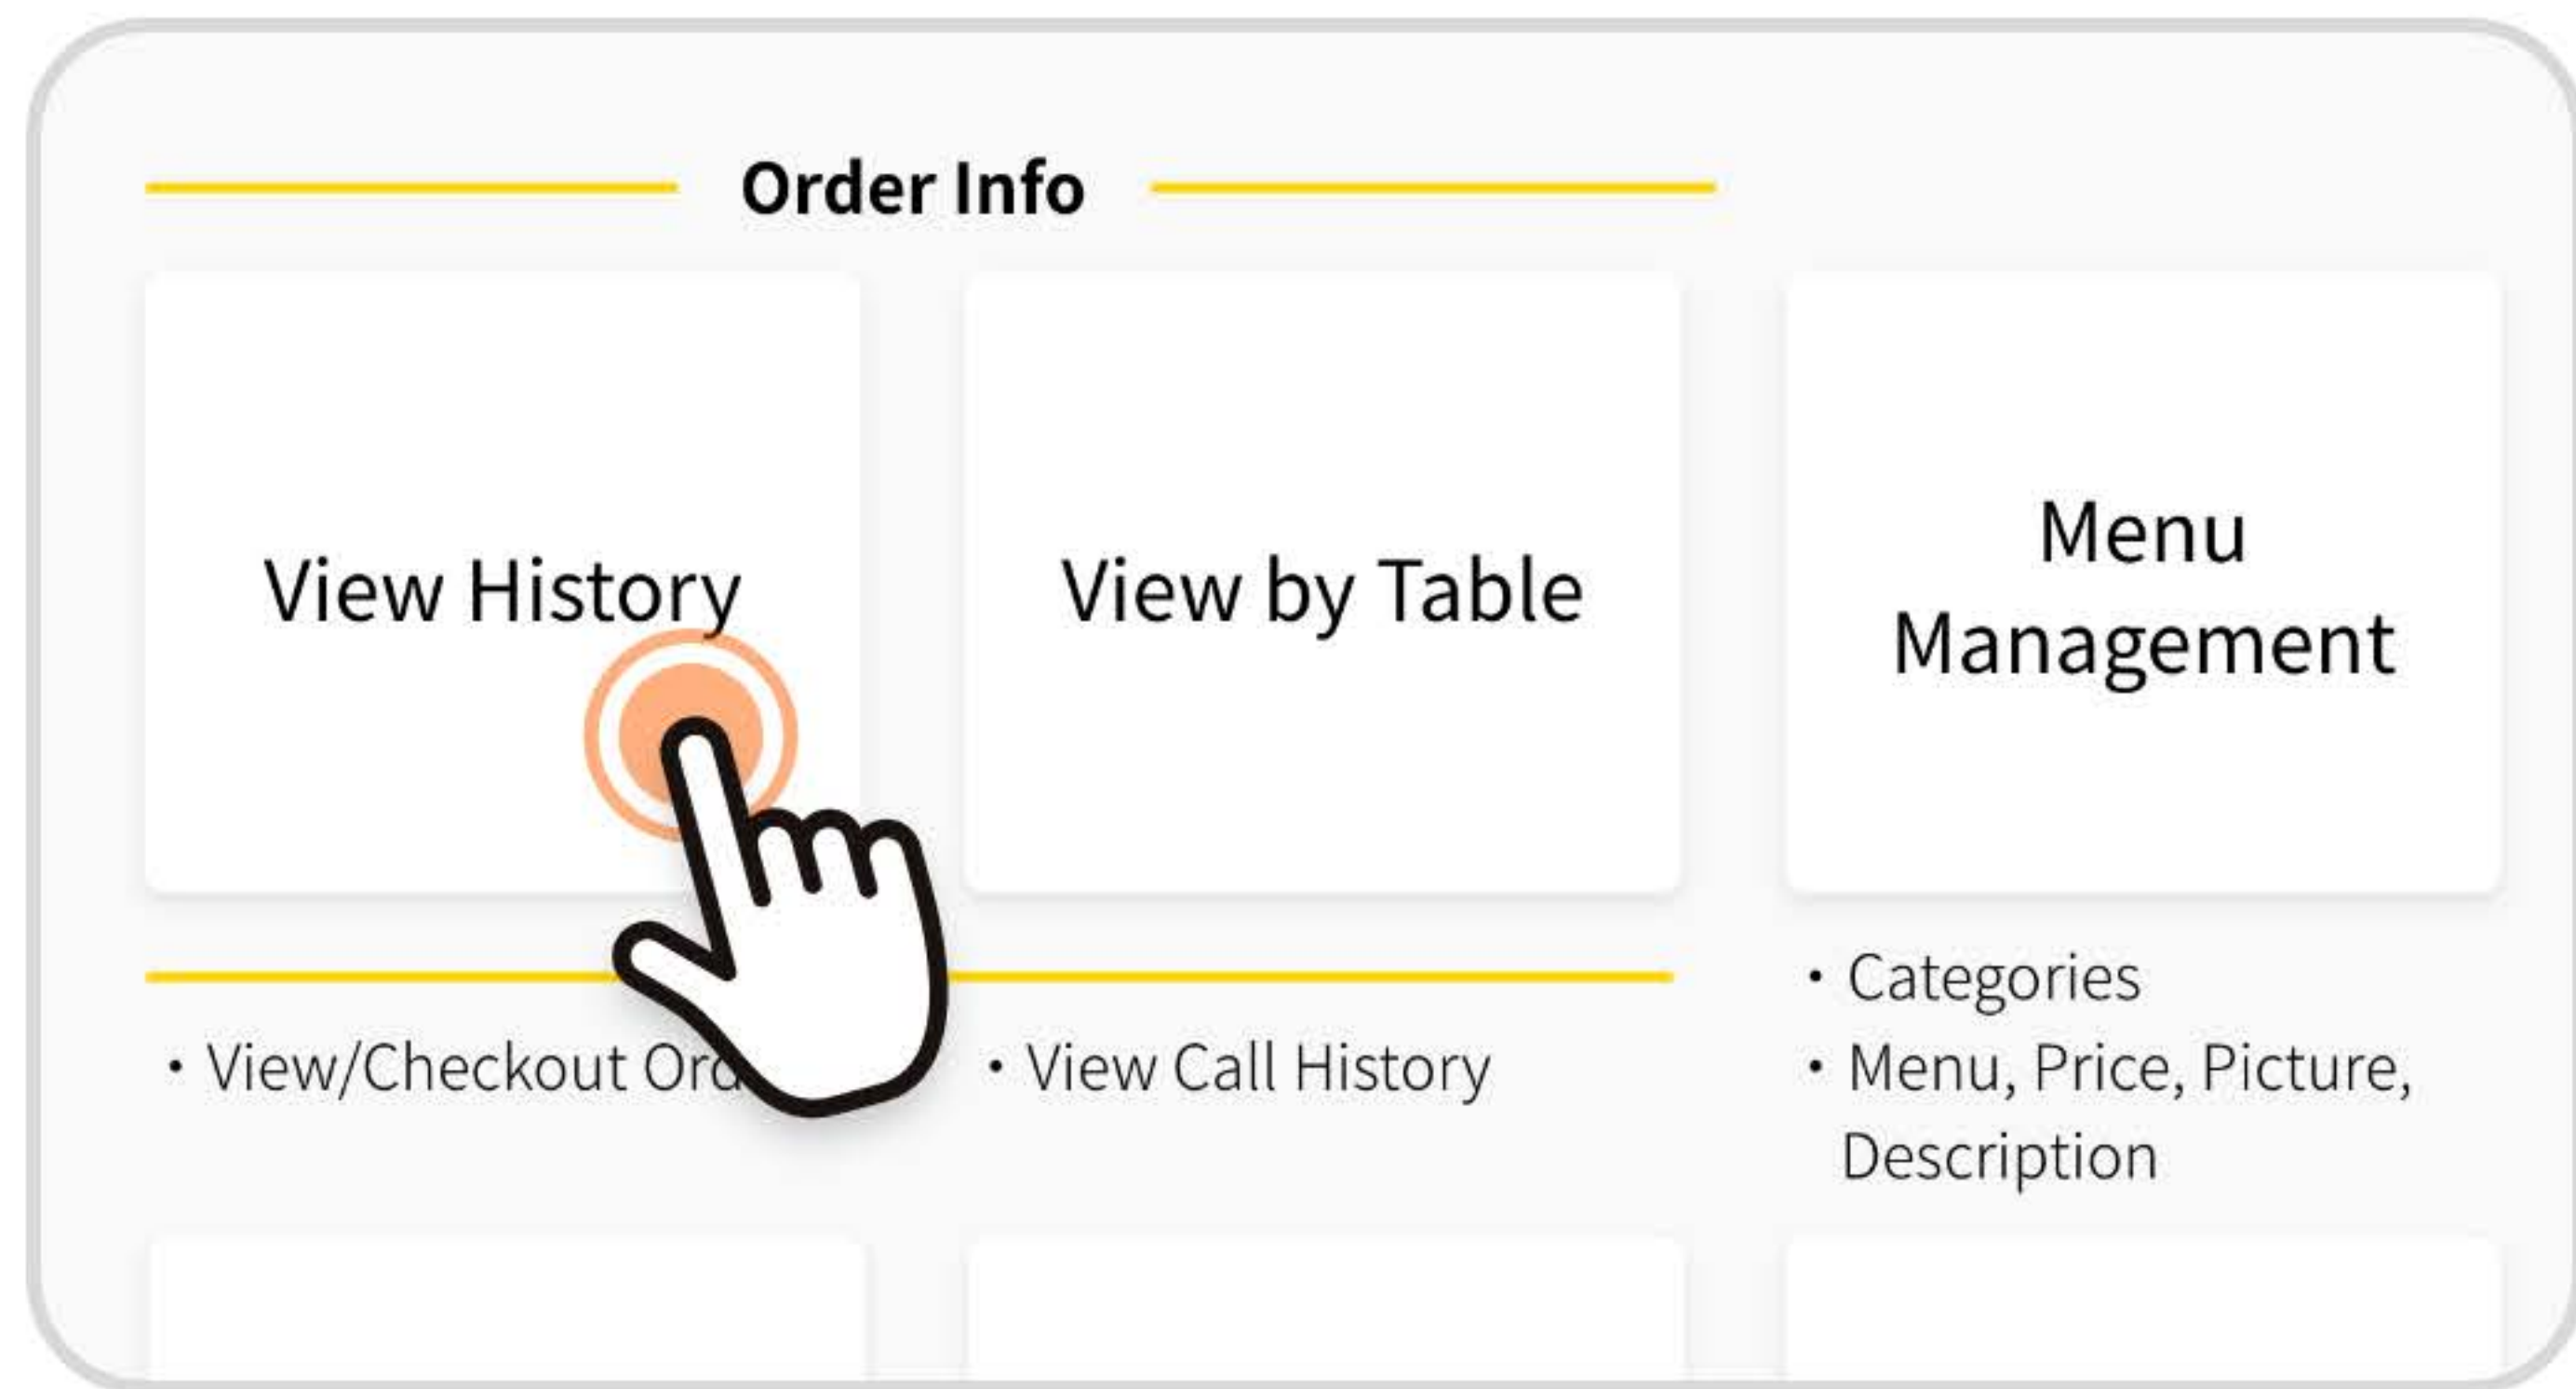 Order Info
View History
View by Table
Menu
Management
• View/Checkout
• View Call History
• Categories
• Menu, Price, Picture,
Description